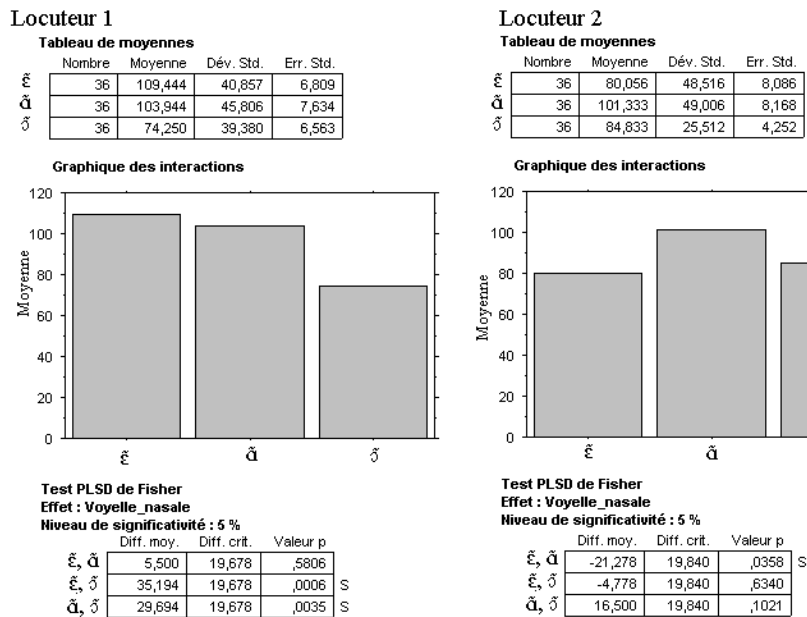 Locuteur 1
Tableau de moyennes
Nombre Moyenne Dév. Std. Err. Std.
ɛ̃ 36 109,444 40,857 6,809
ɑ̃ 36 103,944 45,806 7,634
ɔ̃ 36 74,250 39,380 6,563
Graphique des interactions
120
100
80
60
40
20
0
Moyenne
ɛ̃ ɑ̃ ɔ̃
Test PLSD de Fisher
Effet : Voyelle_nasale
Niveau de significativité : 5 %
Diff. moy. Diff. crit. Valeur p
ɛ̃, ɑ̃ 5,500 19,678 ,5806
ɛ̃, ɔ̃ 35,194 19,678 ,0006 S
ɑ̃, ɔ̃ 29,694 19,678 ,0035 S
Locuteur 2
Tableau de moyennes
Nombre Moyenne Dév. Std. Err. Std.
ɛ̃ 36 80,056 48,516 8,086
ɑ̃ 36 101,333 49,006 8,168
ɔ̃ 36 84,833 25,512 4,252
Graphique des interactions
120
100
80
60
40
20
0
Moyenne
ɛ̃ ɑ̃
Test PLSD de Fisher
Effet : Voyelle_nasale
Niveau de significativité : 5 %
Diff. moy. Diff. crit. Valeur p
ɛ̃, ɑ̃ -21,278 19,840 ,0358 S
ɛ̃, ɔ̃ -4,778 19,840 ,6340
ɑ̃, ɔ̃ 16,500 19,840 ,1021